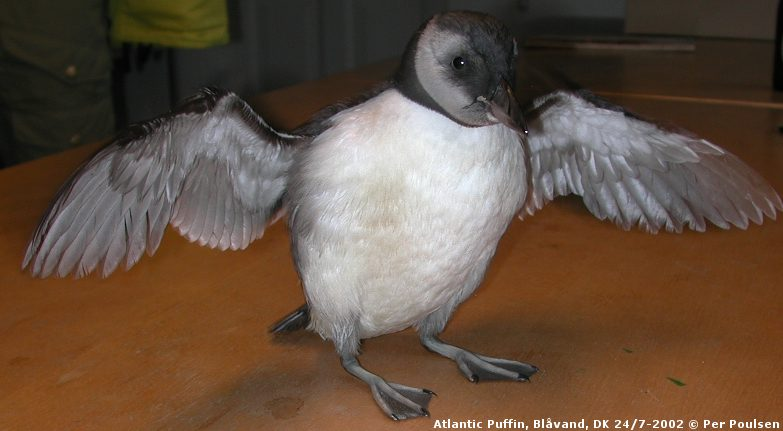 Atlantic Puffin, Blåvand, DK 24/7-2002 © Per Poulsen